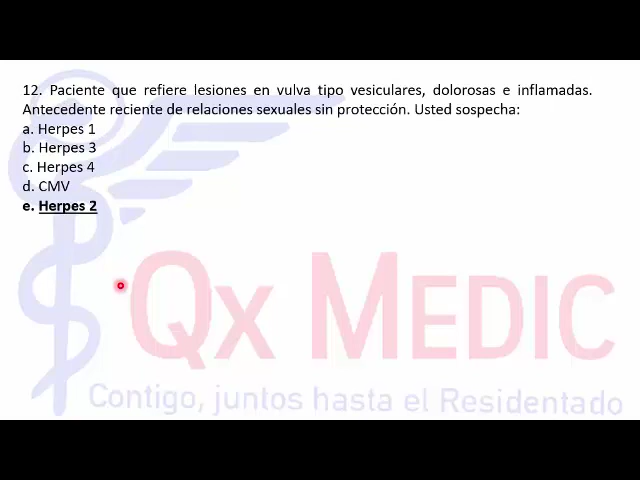 12. Paciente que refiere lesiones en vulva tipo vesiculares, dolorosas e inflamadas.
Antecedente reciente de relaciones sexuales sin protección. Usted sospecha:
a. Herpes 1
b. Herpes 3
c. Herpes 4
d. CMV
e. Herpes 2
Qx MEDIC
Contigo, juntos hasta el Residentado